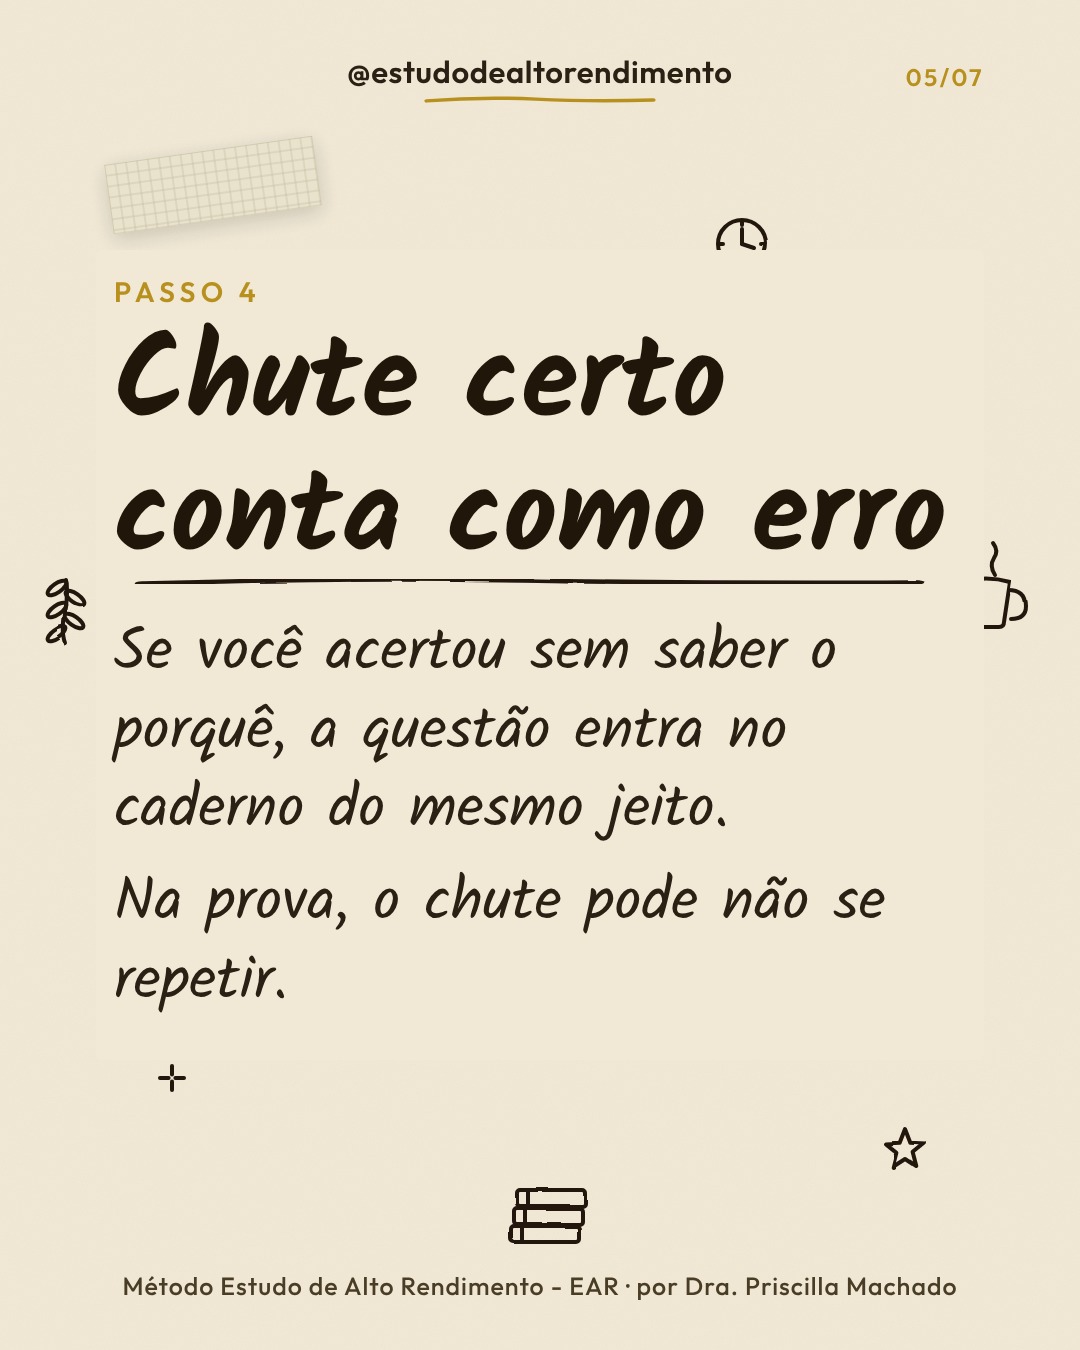 @estudodealtorendimento
05/07
PASSO 4
Chute certo
conta como erro
Se você acertou sem saber o
porquê, a questão entra no
caderno do mesmo jeito.
Na prova, o chute pode não se
repetir.
Método Estudo de Alto Rendimento - EAR · por Dra. Priscilla Machado